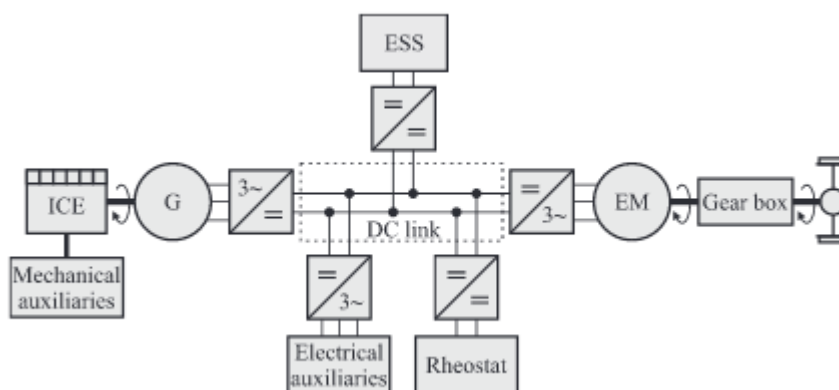 ESS
=
=
ICE
G
3~
=
DC link
=
3~
EM
Gear box
Mechanical
auxiliaries
=
3~
=
=
Electrical
auxiliaries
Rheostat